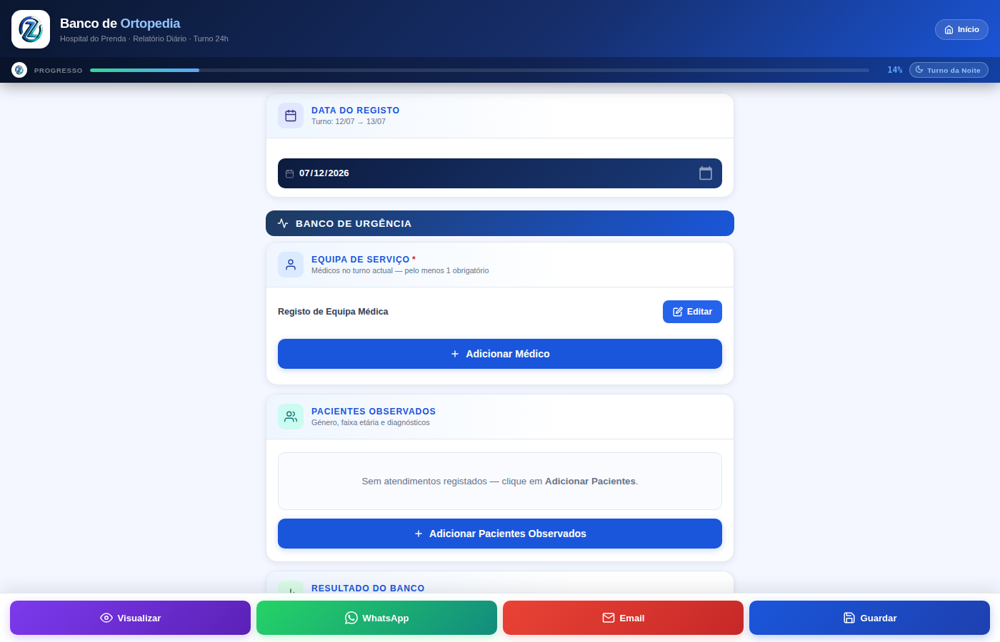 Banco de Ortopedia
Hospital do Prenda · Relatório Diário · Turno 24h
Início
PROGRESSO
14%
Turno da Noite
DATA DO REGISTO
Turno: 12/07 → 13/07
07/12/2026
BANCO DE URGÊNCIA
EQUIPA DE SERVIÇO *
Médicos no turno actual — pelo menos 1 obrigatório
Registo de Equipa Médica
Editar
+ Adicionar Médico
PACIENTES OBSERVADOS
Género, faixa etária e diagnósticos
Sem atendimentos registados — clique em Adicionar Pacientes.
+ Adicionar Pacientes Observados
RESULTADO DO BANCO
Visualizar
WhatsApp
Email
Guardar